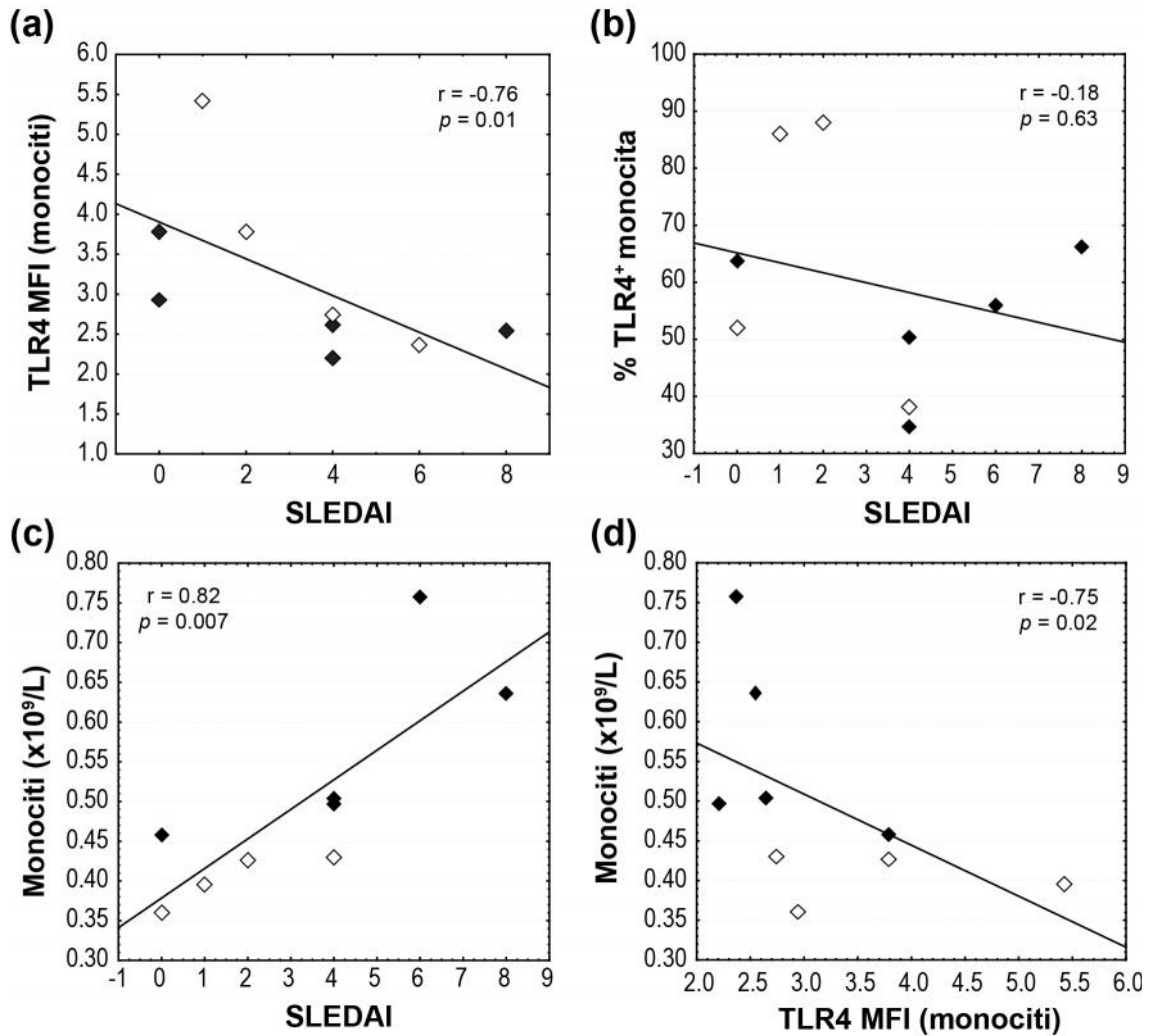 (a)
TLR4 MFI (monociti)
6.0
5.5
5.0
4.5
4.0
3.5
3.0
2.5
2.0
1.5
1.0
r = -0.76
p = 0.01
0 2 4 6 8
SLEDAI
(b)
% TLR4⁺ monocita
100
90
80
70
60
50
40
30
r = -0.18
p = 0.63
-1 0 1 2 3 4 5 6 7 8 9
SLEDAI
(c)
Monociti (x10⁹/L)
0.80
0.75
0.70
0.65
0.60
0.55
0.50
0.45
0.40
0.35
0.30
r = 0.82
p = 0.007
-1 0 1 2 3 4 5 6 7 8 9
SLEDAI
(d)
Monociti (x10⁹/L)
0.80
0.75
0.70
0.65
0.60
0.55
0.50
0.45
0.40
0.35
0.30
r = -0.75
p = 0.02
2.0 2.5 3.0 3.5 4.0 4.5 5.0 5.5 6.0
TLR4 MFI (monociti)